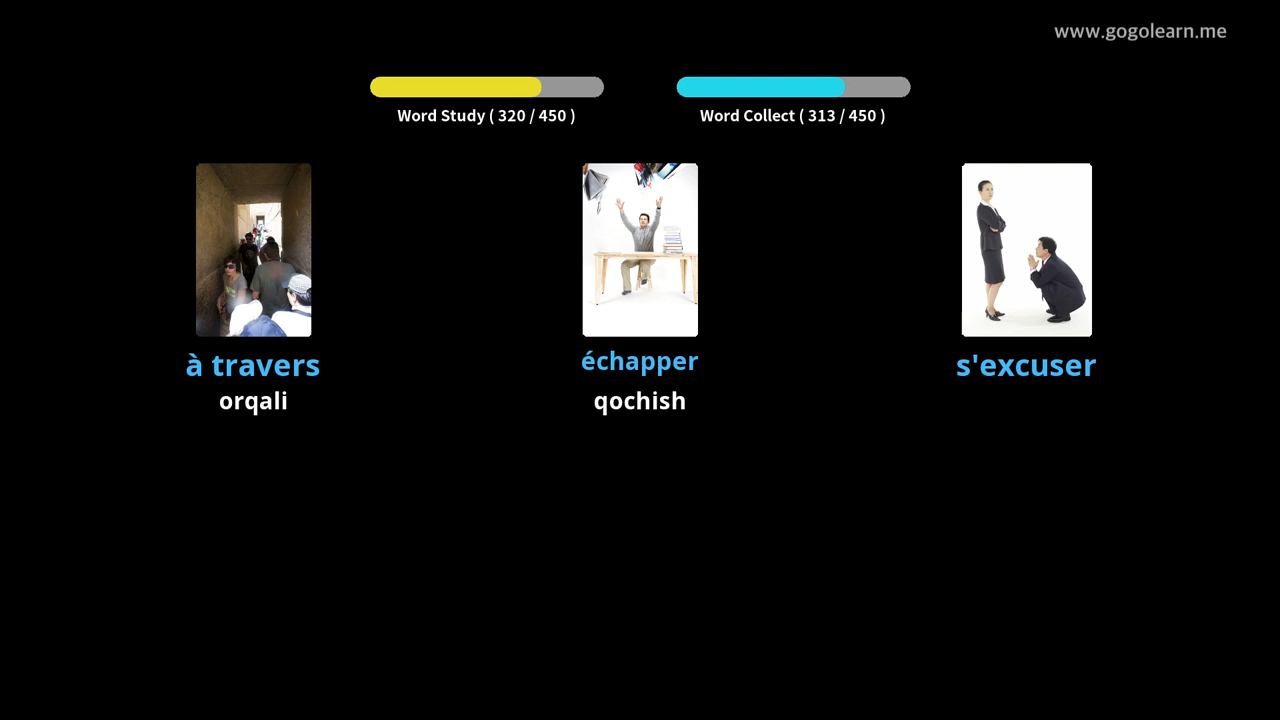 www.gogolearn.me
Word Study ( 320 / 450 )
Word Collect ( 313 / 450 )
à travers
échapper
s'excuser
orqali
qochish